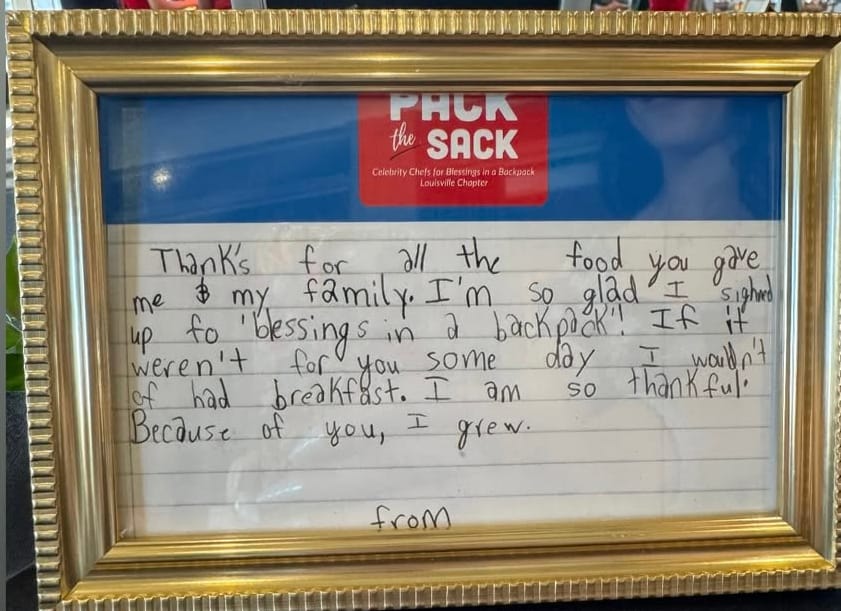 PACK
the SACK
Celebrity Chefs for Blessings in a Backpack
Louisville Chapter
Thank's for all the food you gave
me & my family. I'm so glad I sighned
up fo 'blessings in a backpack'! If it
weren't for you some day I wouldn't
of had breakfast. I am so thankful.
Because of you, I grew.
from